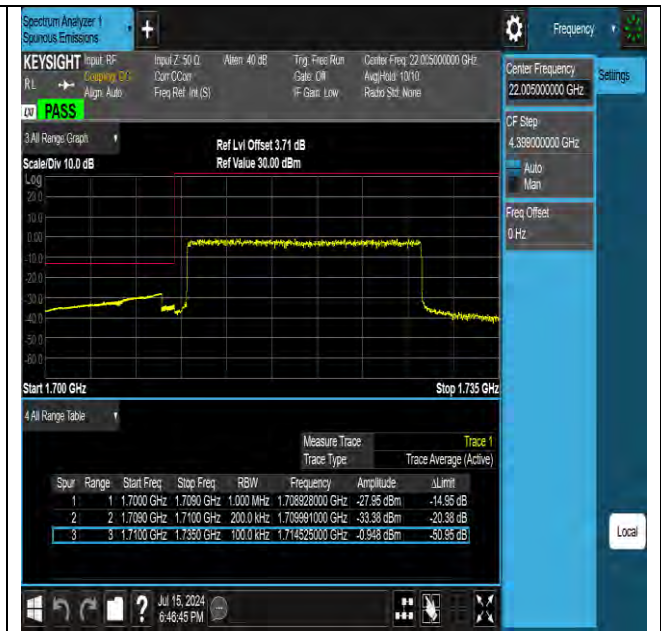 Spectrum Analyzer 1
Spurious Emissions
+
Frequency
KEYSIGHT
Input: RF
Coupling: DC
Align: Auto
Input Z: 50 Ω
Corr CCorr
Freq Ref: Int (S)
Atten: 40 dB
Trig: Free Run
Gate: Off
IF Gain: Low
Center Freq: 22.005000000 GHz
Avg|Hold: 10/10
Radio Std: None
RL
LXI PASS
Center Frequency
22.005000000 GHz
Settings
CF Step
4.399000000 GHz
Auto
Man
Freq Offset
0 Hz
3 All Range Graph
Scale/Div 10.0 dB
Ref Lvl Offset 3.71 dB
Ref Value 30.00 dBm
Log
20.0
10.0
0.00
-10.0
-20.0
-30.0
-40.0
-50.0
-60.0
Start 1.700 GHz
Stop 1.735 GHz
4 All Range Table
Measure Trace Trace 1
Trace Type Trace Average (Active)
Spur Range Start Freq Stop Freq RBW Frequency Amplitude ΔLimit
1 1 1.7000 GHz 1.7090 GHz 1.000 MHz 1.708928000 GHz -27.95 dBm -14.95 dB
2 2 1.7090 GHz 1.7100 GHz 200.0 kHz 1.709991000 GHz -33.38 dBm -20.38 dB
3 3 1.7100 GHz 1.7350 GHz 100.0 kHz 1.714525000 GHz -0.948 dBm -50.95 dB
Local
?
Jul 15, 2024
6:46:45 PM